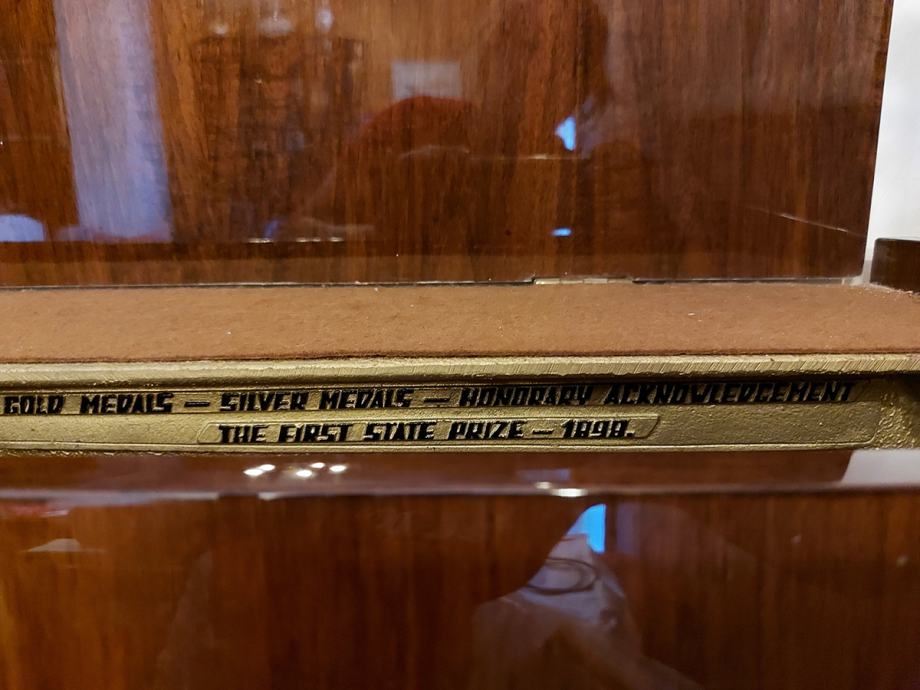 GOLD MEDALS — SILVER MEDALS — HONORARY ACKNOWLEDGEMENT
THE FIRST STATE PRIZE — 1898.